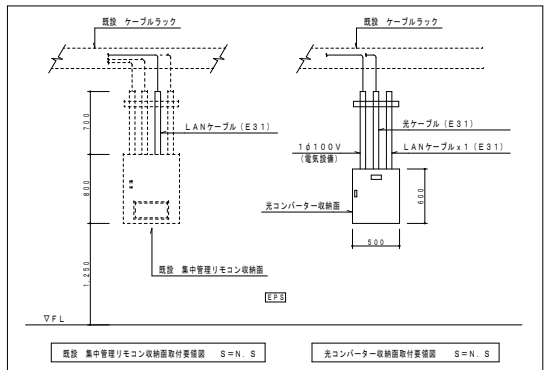 既設 ケーブルラック
既設 ケーブルラック
700
LANケーブル(E31)
光ケーブル(E31)
1φ100V
(電気設備)
LANケーブルx1(E31)
800
光コンバーター収納函
600
500
既設 集中管理リモコン収納函
1,250
EPS
▽FL
既設 集中管理リモコン収納函取付要領図 S=N.S
光コンバーター収納函取付要領図 S=N.S